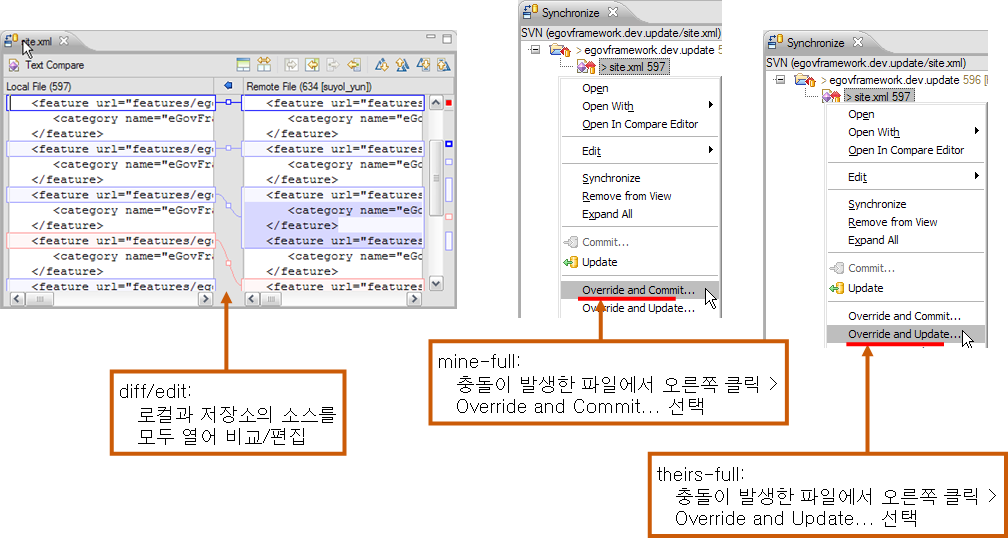 site.xml
Text Compare
Local File (597)
Remote File (634 [suyol_yun])
<feature url="features/ego
<category name="eGovFra
</feature>
<feature url="features/ego
<category name="eGovFra
</feature>
<feature url="features/ego
<category name="eGovFra
</feature>
<feature url="features/ego
<category name="eGovFra
</feature>
<feature url="features/ego
<feature url="features
<category name="eGo
</feature>
<feature url="features
<category name="eGo
</feature>
<feature url="features
<category name="eGo
</feature>
<feature url="features
<category name="eGo
</feature>
<feature url="features
diff/edit:
로컬과 저장소의 소스를
모두 열어 비교/편집
Synchronize
SVN (egovframework.dev.update/site.xml)
> egovframework.dev.update 5
> site.xml 597
Open
Open With
Open In Compare Editor
Edit
Synchronize
Remove from View
Expand All
Commit...
Update
Override and Commit...
Override and Update...
mine-full:
충돌이 발생한 파일에서 오른쪽 클릭 >
Override and Commit... 선택
Synchronize
SVN (egovframework.dev.update/site.xml)
> egovframework.dev.update 596 [
> site.xml 597
Open
Open With
Open In Compare Editor
Edit
Synchronize
Remove from View
Expand All
Commit...
Update
Override and Commit...
Override and Update...
theirs-full:
충돌이 발생한 파일에서 오른쪽 클릭 >
Override and Update... 선택